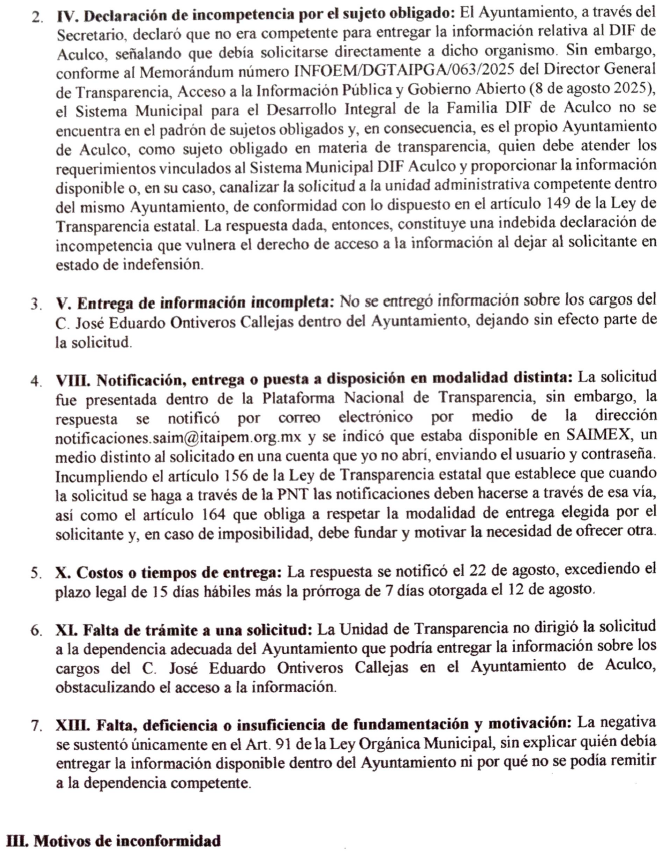 2. IV. Declaración de incompetencia por el sujeto obligado: El Ayuntamiento, a través del
Secretario, declaró que no era competente para entregar la información relativa al DIF de
Aculco, señalando que debía solicitarse directamente a dicho organismo. Sin embargo,
conforme al Memorándum número INFOEM/DGTAIPGA/063/2025 del Director General
de Transparencia, Acceso a la Información Pública y Gobierno Abierto (8 de agosto 2025),
el Sistema Municipal para el Desarrollo Integral de la Familia DIF de Aculco no se
encuentra en el padrón de sujetos obligados y, en consecuencia, es el propio Ayuntamiento
de Aculco, como sujeto obligado en materia de transparencia, quien debe atender los
requerimientos vinculados al Sistema Municipal DIF Aculco y proporcionar la información
disponible o, en su caso, canalizar la solicitud a la unidad administrativa competente dentro
del mismo Ayuntamiento, de conformidad con lo dispuesto en el artículo 149 de la Ley de
Transparencia estatal. La respuesta dada, entonces, constituye una indebida declaración de
incompetencia que vulnera el derecho de acceso a la información al dejar al solicitante en
estado de indefensión.
3. V. Entrega de información incompleta: No se entregó información sobre los cargos del
C. José Eduardo Ontiveros Callejas dentro del Ayuntamiento, dejando sin efecto parte de
la solicitud.
4. VIII. Notificación, entrega o puesta a disposición en modalidad distinta: La solicitud
fue presentada dentro de la Plataforma Nacional de Transparencia, sin embargo, la
respuesta se notificó por correo electrónico por medio de la dirección
notificaciones.saim@itaipem.org.mx y se indicó que estaba disponible en SAIMEX, un
medio distinto al solicitado en una cuenta que yo no abrí, enviando el usuario y contraseña.
Incumpliendo el artículo 156 de la Ley de Transparencia estatal que establece que cuando
la solicitud se haga a través de la PNT las notificaciones deben hacerse a través de esa vía,
así como el artículo 164 que obliga a respetar la modalidad de entrega elegida por el
solicitante y, en caso de imposibilidad, debe fundar y motivar la necesidad de ofrecer otra.
5. X. Costos o tiempos de entrega: La respuesta se notificó el 22 de agosto, excediendo el
plazo legal de 15 días hábiles más la prórroga de 7 días otorgada el 12 de agosto.
6. XI. Falta de trámite a una solicitud: La Unidad de Transparencia no dirigió la solicitud
a la dependencia adecuada del Ayuntamiento que podría entregar la información sobre los
cargos del C. José Eduardo Ontiveros Callejas en el Ayuntamiento de Aculco,
obstaculizando el acceso a la información.
7. XIII. Falta, deficiencia o insuficiencia de fundamentación y motivación: La negativa
se sustentó únicamente en el Art. 91 de la Ley Orgánica Municipal, sin explicar quién debía
entregar la información disponible dentro del Ayuntamiento ni por qué no se podía remitir
a la dependencia competente.
III. Motivos de inconformidad